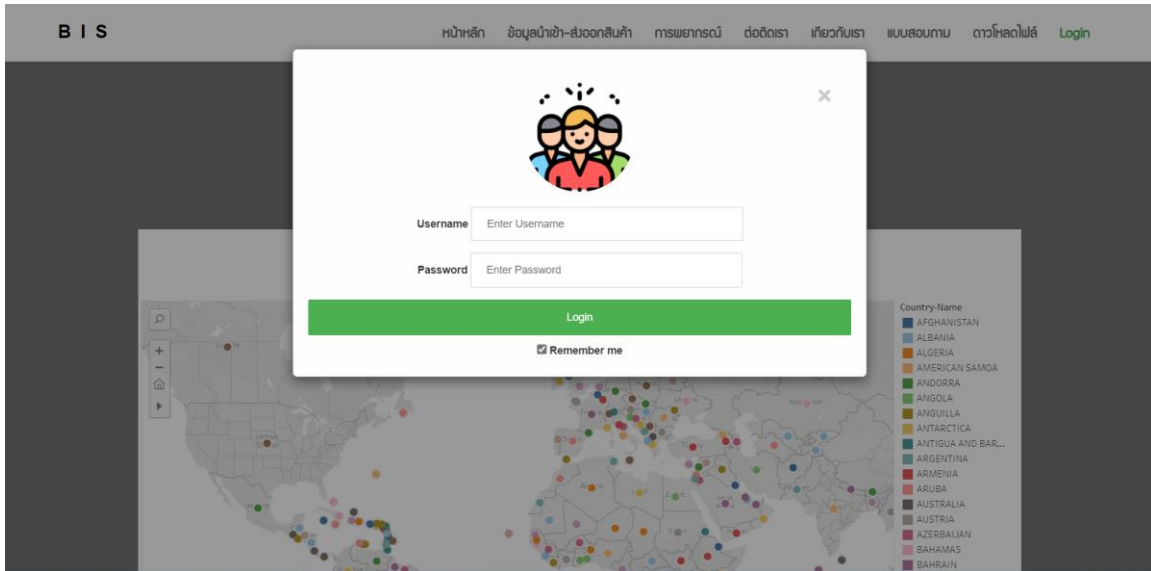 B I S
หน้าหลัก ข้อมูลนำเข้า-ส่งออกสินค้า การพยากรณ์ ต่อติดเรา เกี่ยวกับเรา แบบสอบถาม ดาวโหลดไฟล์ Login
×
Username Enter Username
Password Enter Password
Login
Remember me
Country-Name
AFGHANISTAN
ALBANIA
ALGERIA
AMERICAN SAMOA
ANDORRA
ANGOLA
ANGUILLA
ANTARCTICA
ANTIGUA AND BAR...
ARGENTINA
ARMENIA
ARUBA
AUSTRALIA
AUSTRIA
AZERBAIJAN
BAHAMAS
BAHRAIN